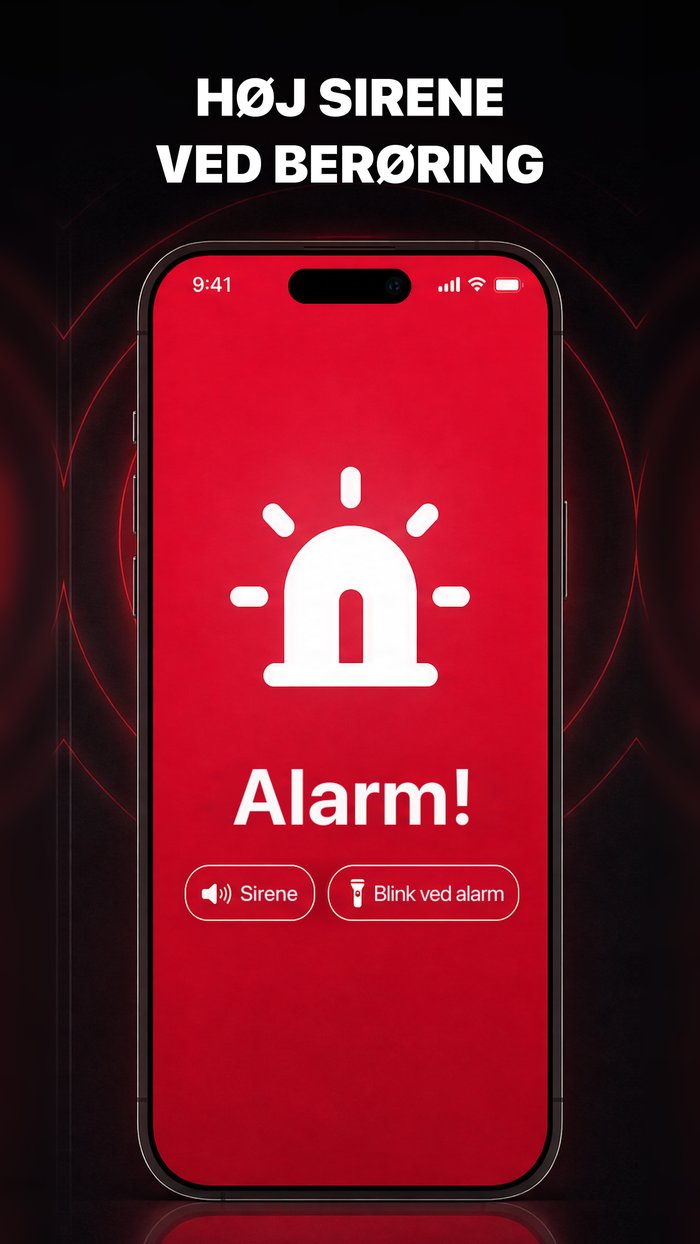 HØJ SIRENE
VED BERØRING
9:41
Alarm!
Sirene
Blink ved alarm